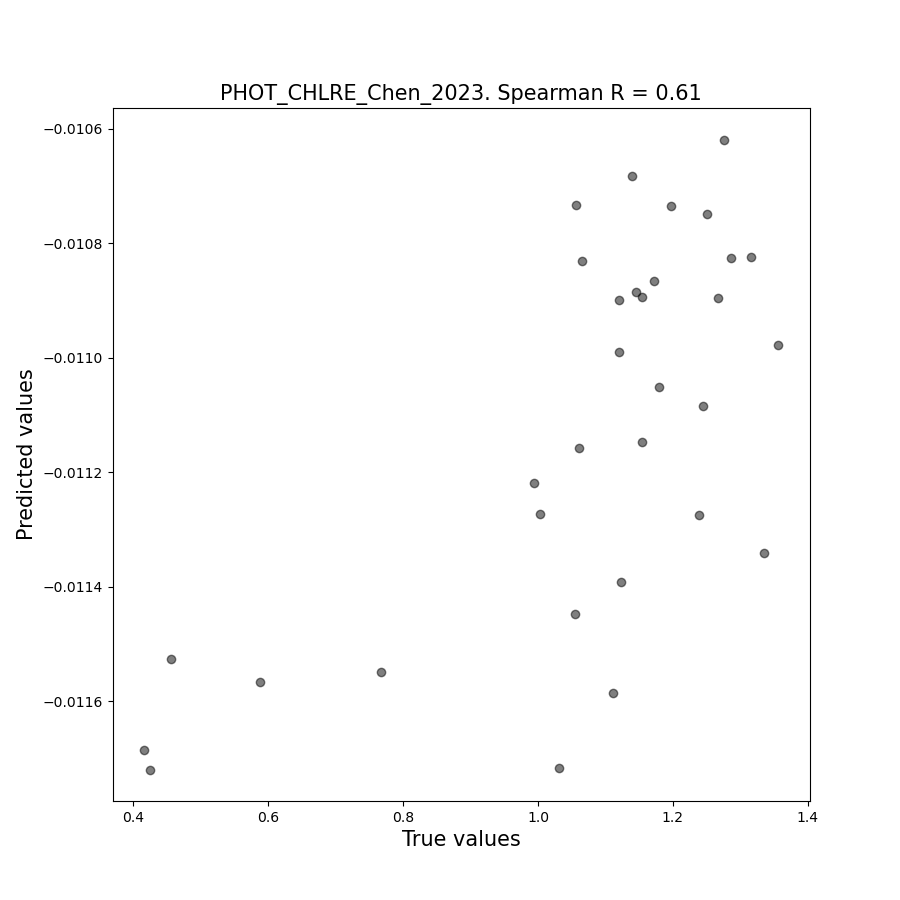 PHOT_CHLRE_Chen_2023. Spearman R = 0.61
−0.0106
−0.0108
−0.0110
−0.0112
−0.0114
−0.0116
Predicted values
0.4 0.6 0.8 1.0 1.2 1.4
True values